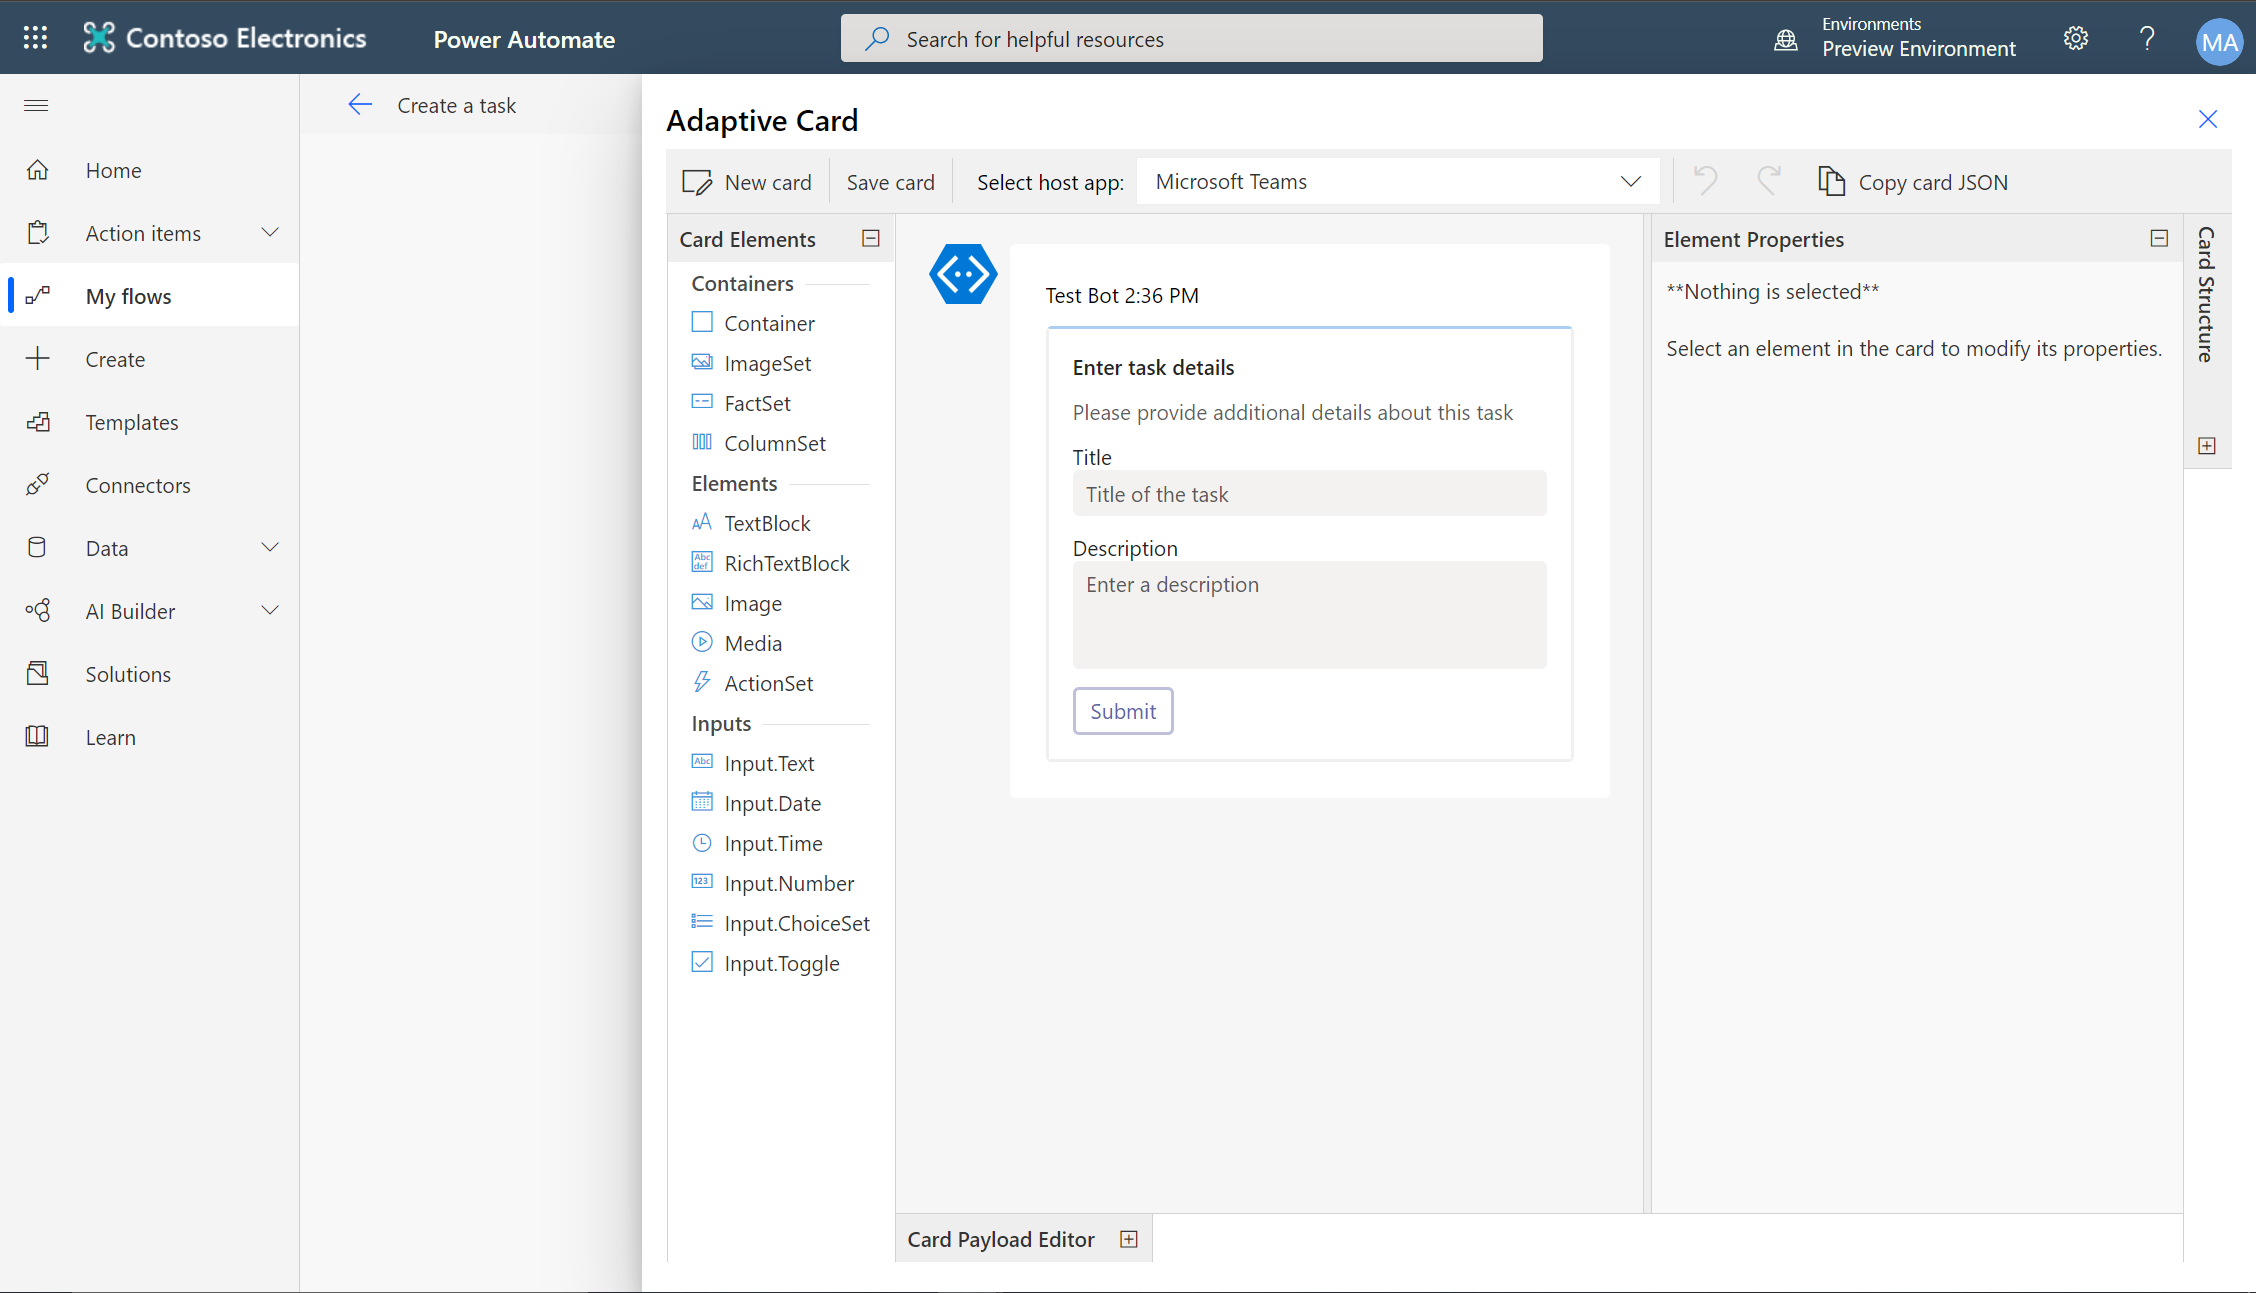 Contoso Electronics
Power Automate
Search for helpful resources
Environments
Preview Environment
?
MA
Create a task
Home
Action items
My flows
Create
Templates
Connectors
Data
AI Builder
Solutions
Learn
Adaptive Card
New card
Save card
Select host app:
Microsoft Teams
Copy card JSON
Card Elements
Containers
Container
ImageSet
FactSet
ColumnSet
Elements
AA TextBlock
Abc def RichTextBlock
Image
Media
ActionSet
Inputs
Abc Input.Text
Input.Date
Input.Time
123 Input.Number
Input.ChoiceSet
Input.Toggle
Test Bot 2:36 PM
Enter task details
Please provide additional details about this task
Title
Title of the task
Description
Enter a description
Submit
Card Payload Editor
Element Properties
**Nothing is selected**
Select an element in the card to modify its properties.
Card Structure